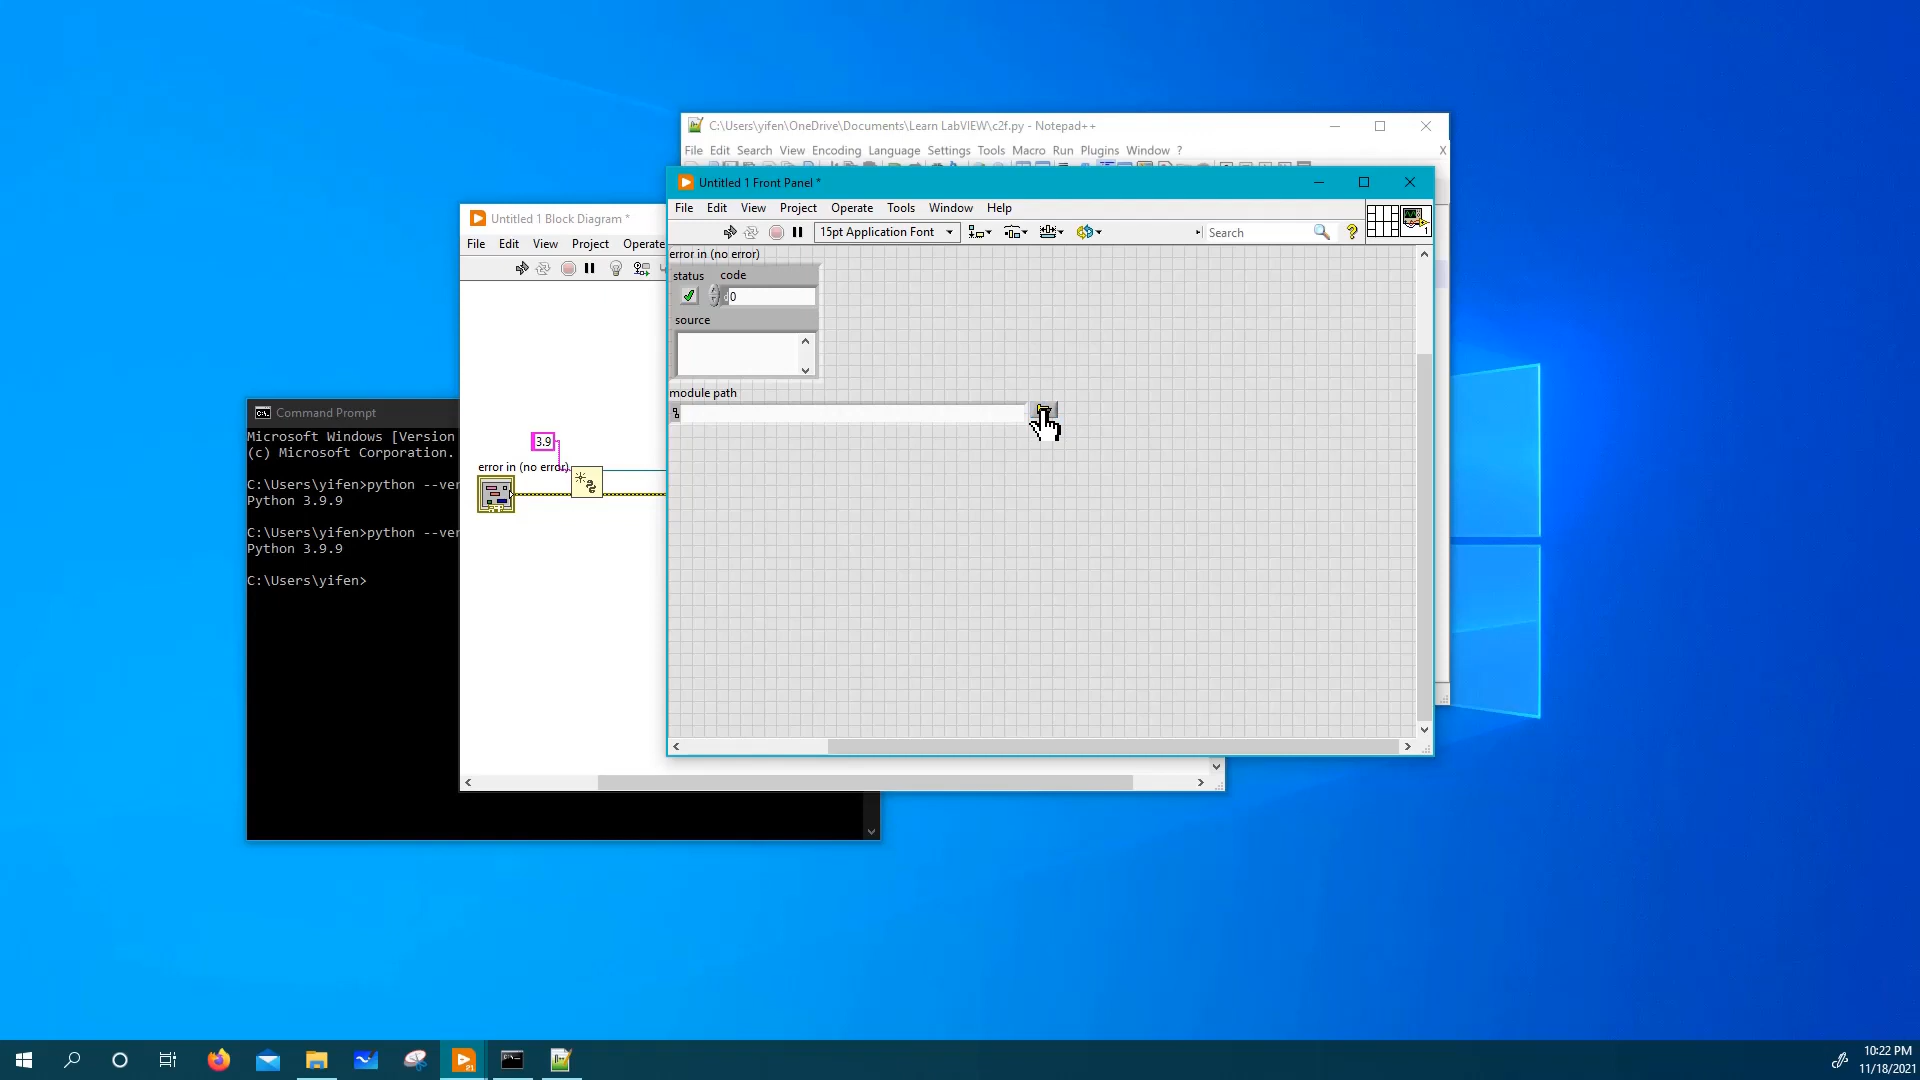 C:\Users\yifen\OneDrive\Documents\Learn LabVIEW\c2f.py - Notepad++
File Edit Search View Encoding Language Settings Tools Macro Run Plugins Window ? X
Untitled 1 Front Panel *
File Edit View Project Operate Tools Window Help
15pt Application Font
Search
?
1
error in (no error)
status code
0
source
module path
Untitled 1 Block Diagram *
File Edit View Project Operate
3.9
error in (no error)
Command Prompt
Microsoft Windows [Version
(c) Microsoft Corporation.
C:\Users\yifen>python --ver
Python 3.9.9
C:\Users\yifen>python --ver
Python 3.9.9
C:\Users\yifen>
21
10:22 PM
11/18/2021